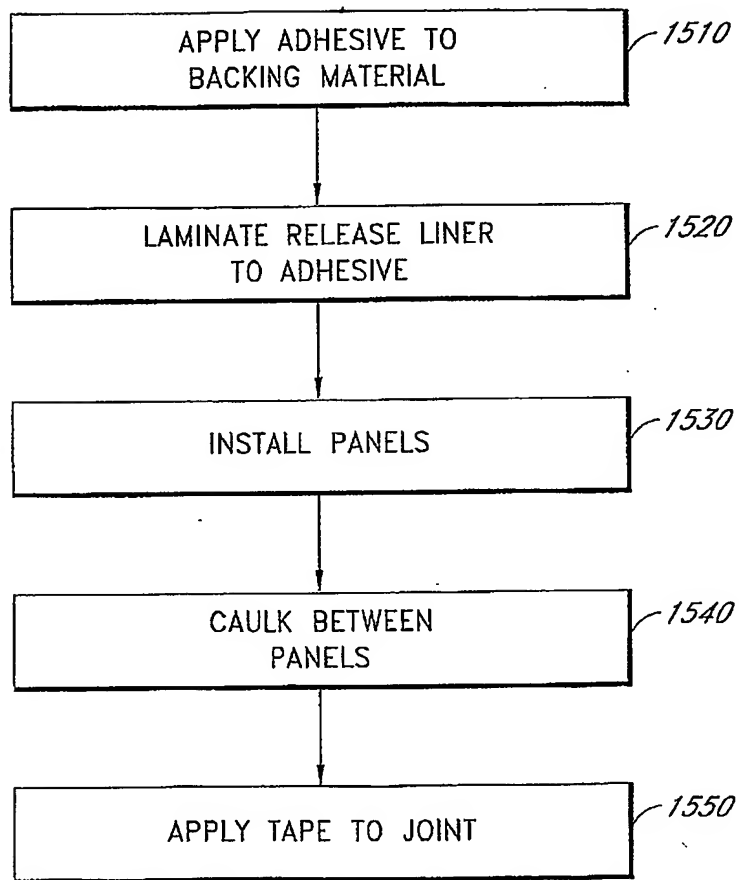 APPLY ADHESIVE TO
BACKING MATERIAL
1510
LAMINATE RELEASE LINER
TO ADHESIVE
1520
INSTALL PANELS
1530
CAULK BETWEEN
PANELS
1540
APPLY TAPE TO JOINT
1550